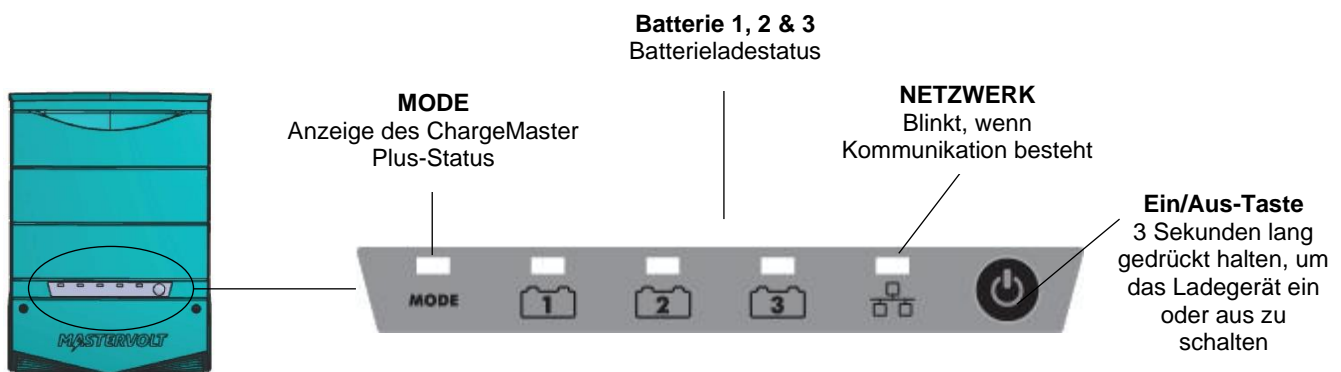 Batterie 1, 2 & 3
Batterieladestatus
MODE
Anzeige des ChargeMaster
Plus-Status
NETZWERK
Blinkt, wenn
Kommunikation besteht
Ein/Aus-Taste
3 Sekunden lang
gedrückt halten, um
das Ladegerät ein
oder aus zu
schalten
MODE
1
2
3
MASTERVOLT